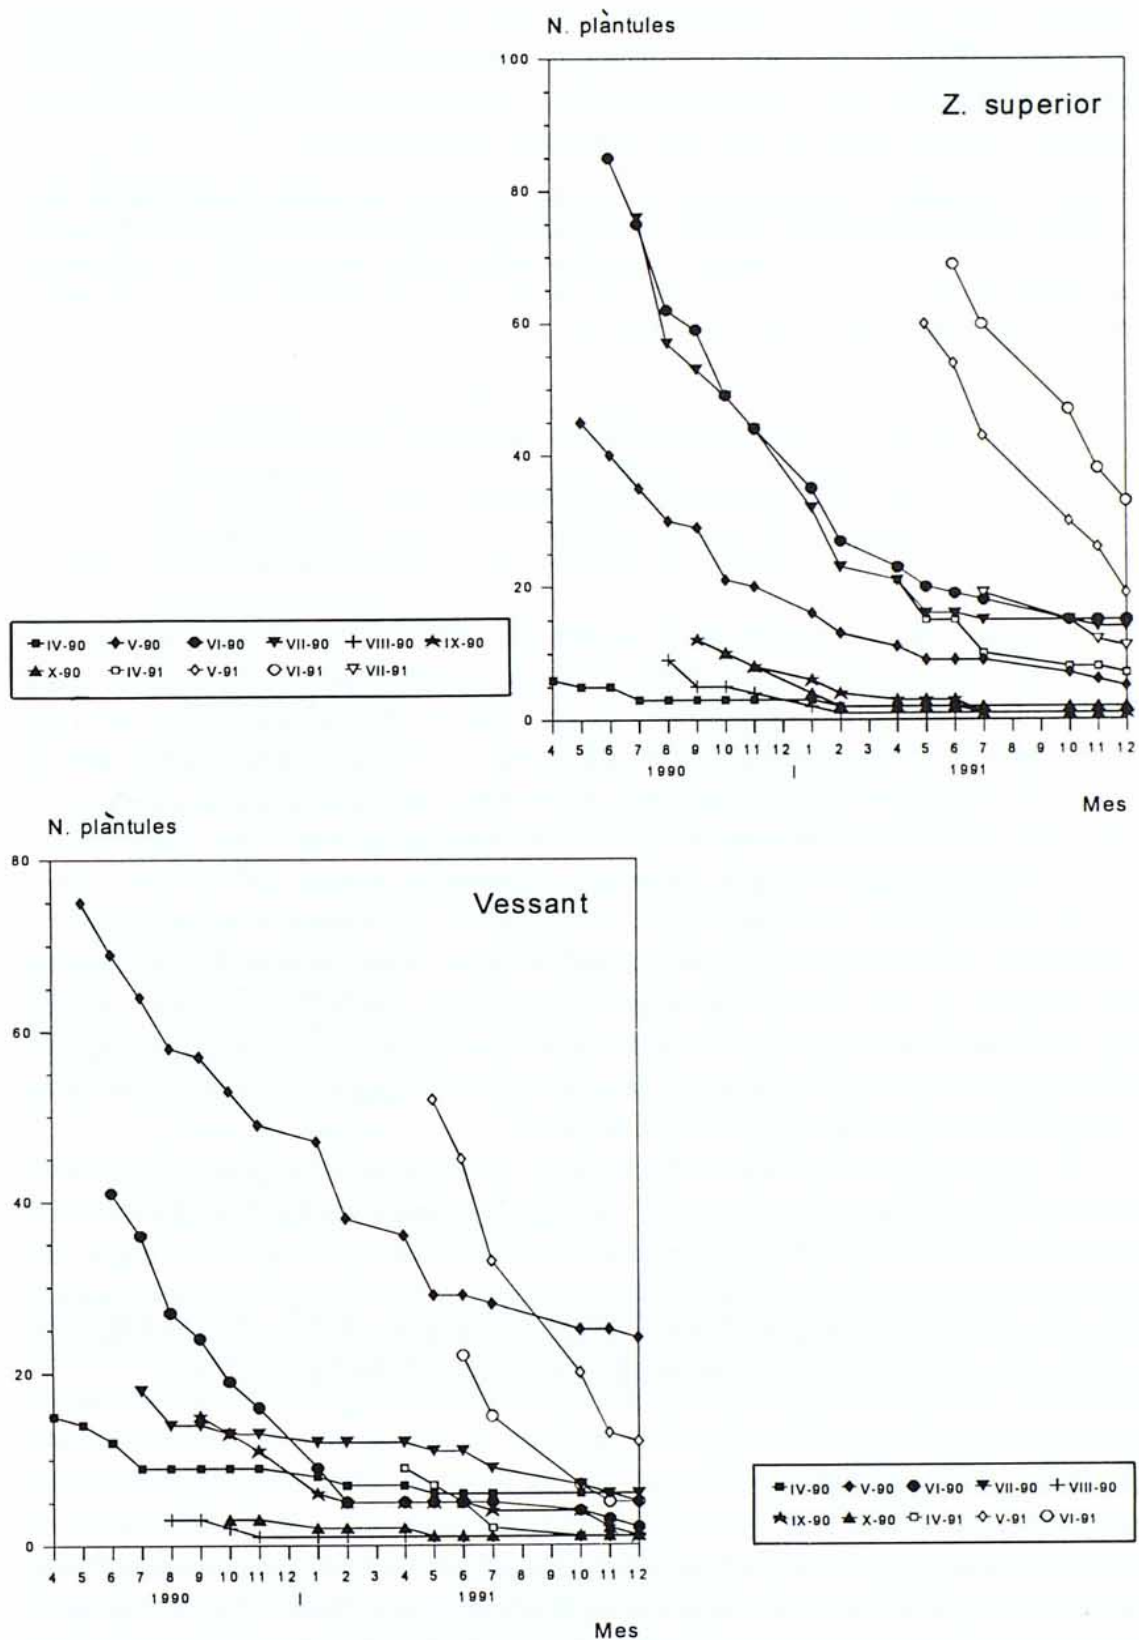 N. plàntules
Z. superior
100
80
60
40
20
0
4 5 6 7 8 9 10 11 12 1 2 3 4 5 6 7 8 9 10 11 12
1990 | 1991
Mes
IV-90 V-90 VI-90 VII-90 VIII-90 IX-90
X-90 IV-91 V-91 VI-91 VII-91
N. plàntules
Vessant
80
60
40
20
0
4 5 6 7 8 9 10 11 12 1 2 3 4 5 6 7 8 9 10 11 12
1990 | 1991
Mes
IV-90 V-90 VI-90 VII-90 VIII-90
IX-90 X-90 IV-91 V-91 VI-91